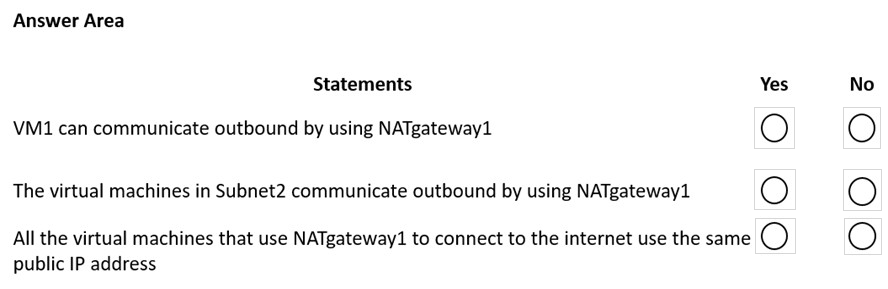 Answer Area
Statements Yes No
VM1 can communicate outbound by using NATgateway1
The virtual machines in Subnet2 communicate outbound by using NATgateway1
All the virtual machines that use NATgateway1 to connect to the internet use the same
public IP address